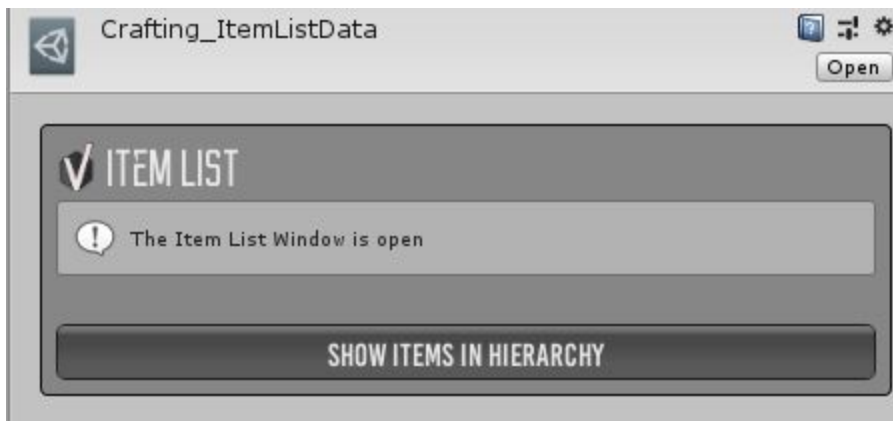 Crafting_ItemListData
Open
ITEM LIST
The Item List Window is open
SHOW ITEMS IN HIERARCHY